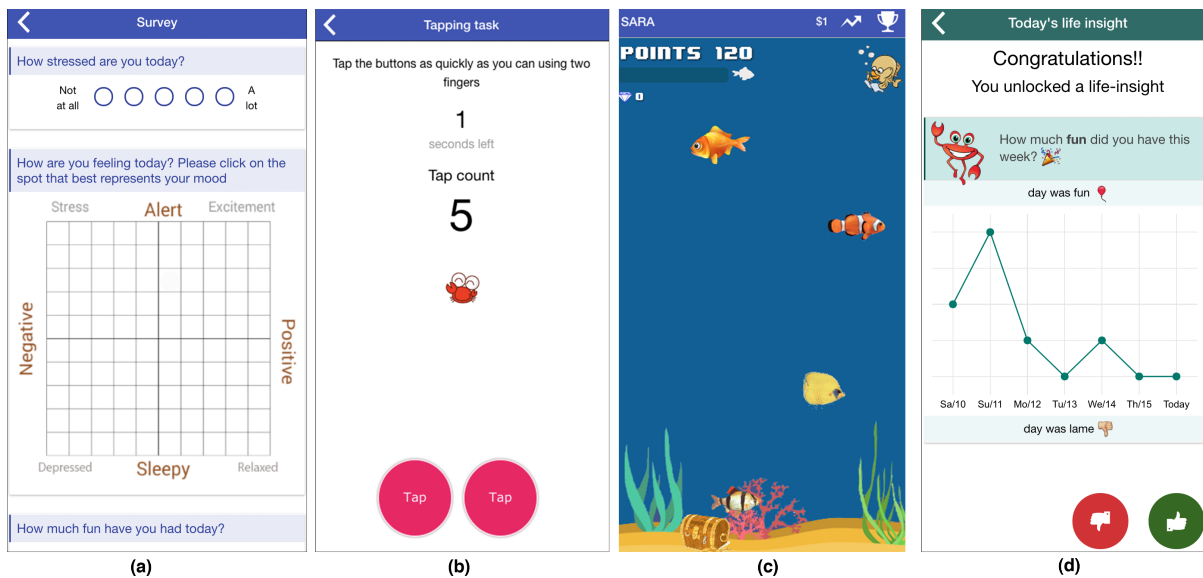 Survey
How stressed are you today?
Not
at all
A
lot
How are you feeling today? Please click on the
spot that best represents your mood
Stress
Alert
Excitement
Negative
Positive
Depressed
Sleepy
Relaxed
How much fun have you had today?
(a)
Tapping task
Tap the buttons as quickly as you can using two
fingers
1
seconds left
Tap count
5
Tap
Tap
(b)
SARA
$1
POINTS 120
0
(c)
Today's life insight
Congratulations!!
You unlocked a life-insight
How much fun did you have this
week?
day was fun
Sa/10 Su/11 Mo/12 Tu/13 We/14 Th/15 Today
day was lame
(d)